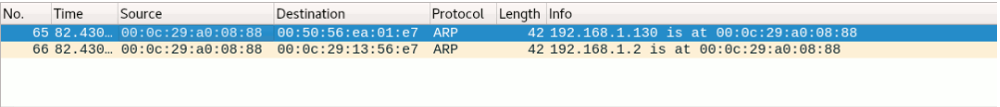 No. Time Source Destination Protocol Length Info
65 82.430… 00:0c:29:a0:08:88 00:50:56:ea:01:e7 ARP 42 192.168.1.130 is at 00:0c:29:a0:08:88
66 82.430… 00:0c:29:a0:08:88 00:0c:29:13:56:e7 ARP 42 192.168.1.2 is at 00:0c:29:a0:08:88